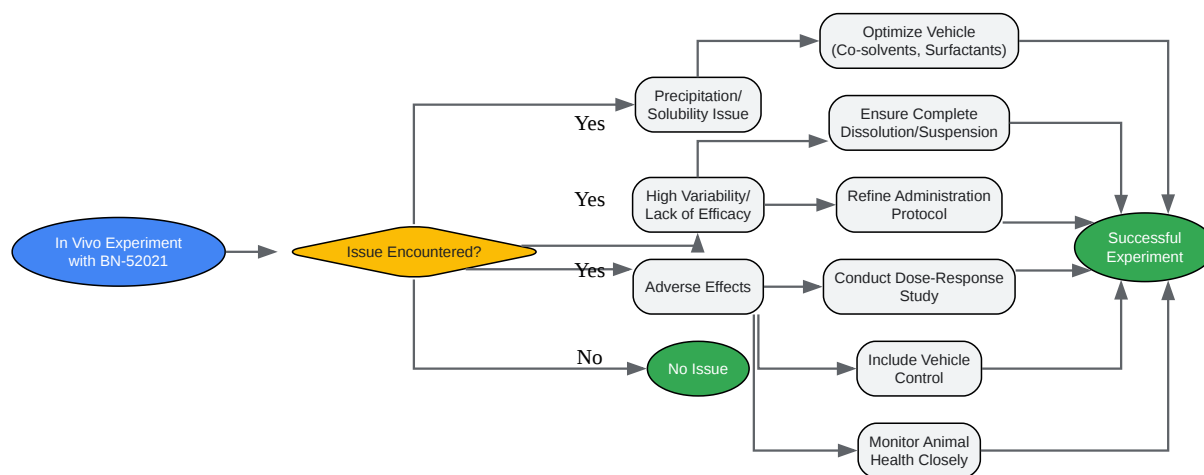 In Vivo Experiment
with BN-52021
Issue Encountered?
Yes
Yes
Yes
No
Precipitation/
Solubility Issue
High Variability/
Lack of Efficacy
Adverse Effects
No Issue
Optimize Vehicle
(Co-solvents, Surfactants)
Ensure Complete
Dissolution/Suspension
Refine Administration
Protocol
Conduct Dose-Response
Study
Include Vehicle
Control
Monitor Animal
Health Closely
Successful
Experiment